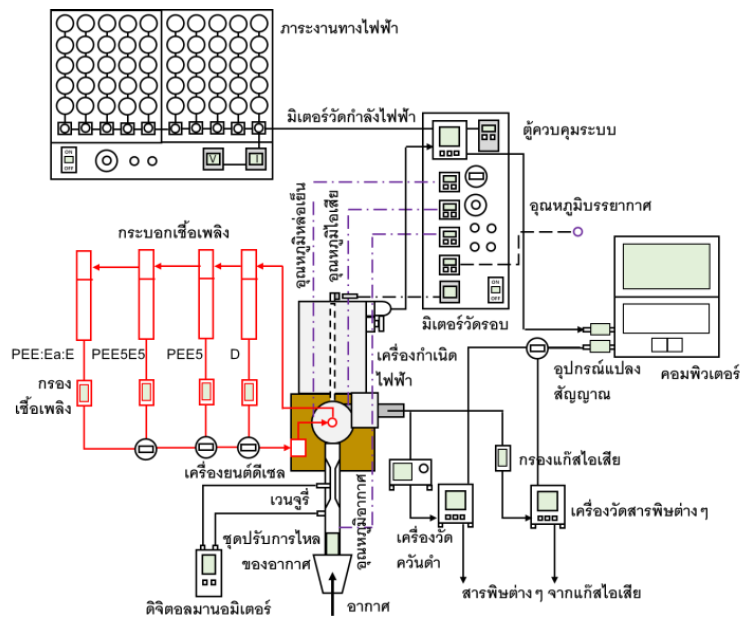 ภาระงานทางไฟฟ้า
มิเตอร์วัดกำลังไฟฟ้า
ตู้ควบคุมระบบ
ON
OFF
V
I
อุณหภูมิหล่อเย็น
อุณหภูมิไอเสีย
อุณหภูมิบรรยากาศ
กระบอกเชื้อเพลิง
ON
OFF
มิเตอร์วัดรอบ
PEE:Ea:E
PEE5E5
PEE5
D
เครื่องกำเนิด
ไฟฟ้า
อุปกรณ์แปลง
สัญญาณ
คอมพิวเตอร์
กรอง
เชื้อเพลิง
เครื่องยนต์ดีเซล
กรองแก๊สไอเสีย
เวนจูรี่
อุณหภูมิอากาศ
เครื่องวัด
ควันดำ
เครื่องวัดสารพิษต่างๆ
ชุดปรับการไหล
ของอากาศ
ดิจิตอลมานอมิเตอร์
อากาศ
สารพิษต่างๆ จากแก๊สไอเสีย